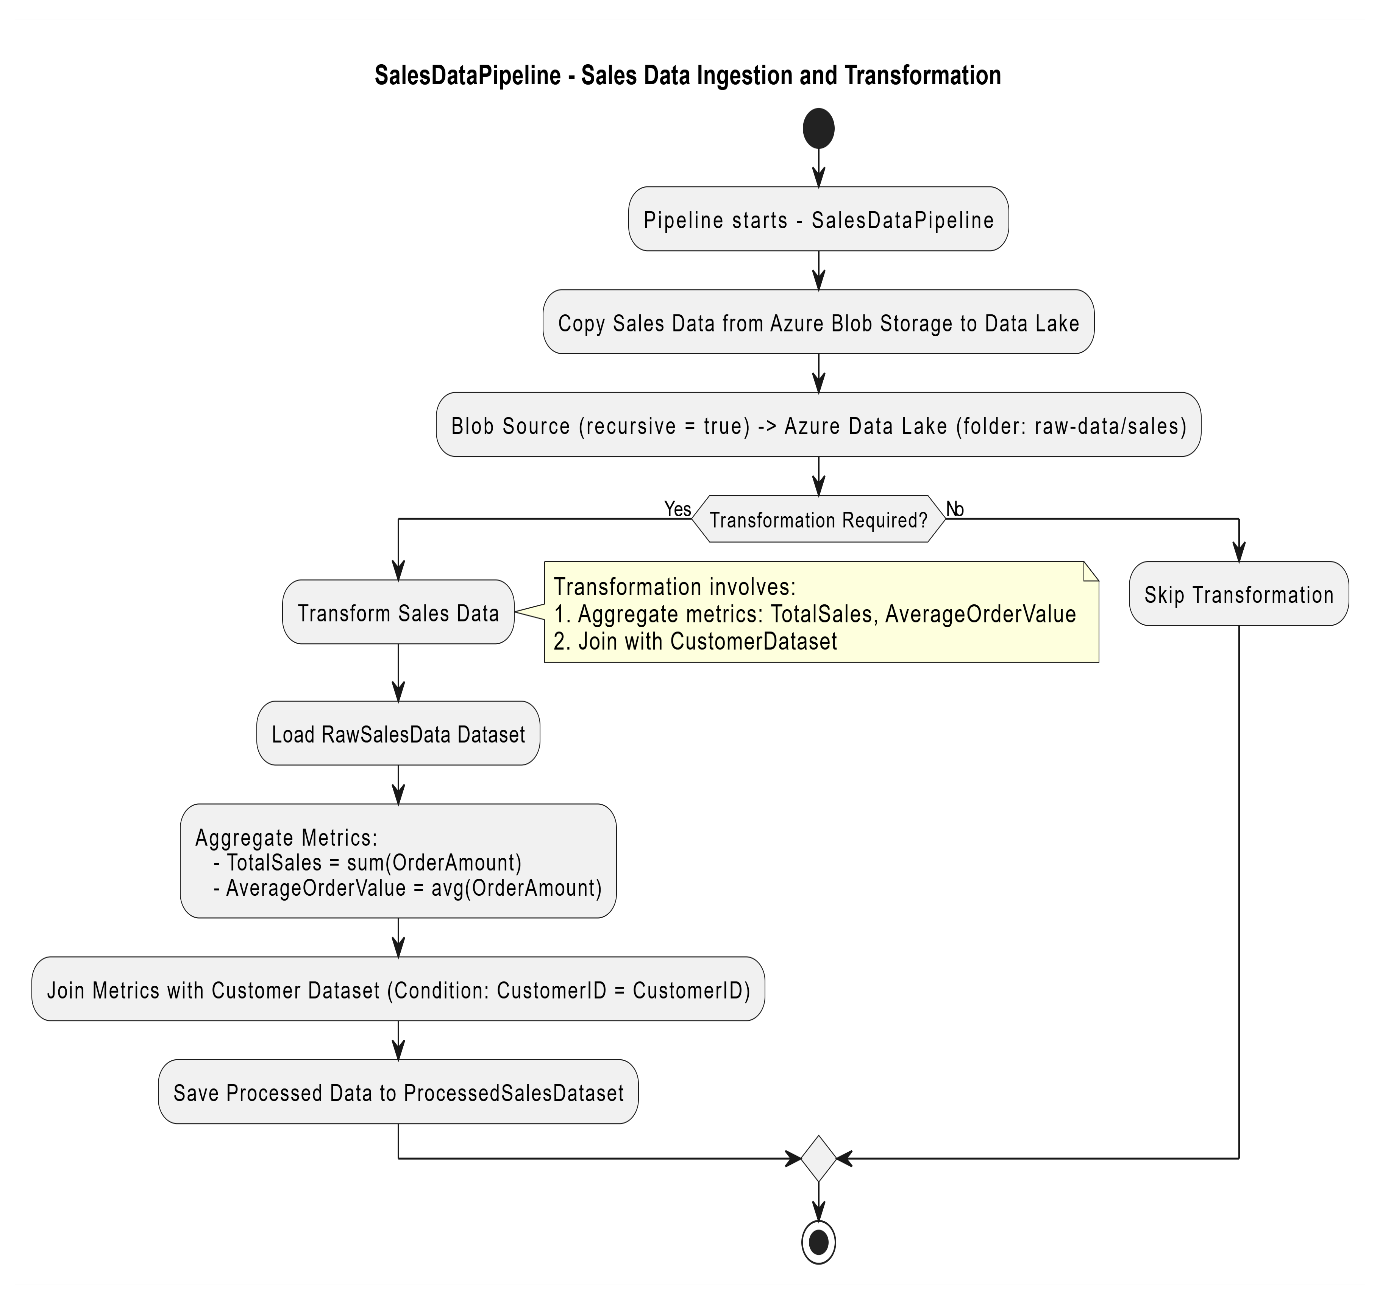 SalesDataPipeline - Sales Data Ingestion and Transformation
Pipeline starts - SalesDataPipeline
Copy Sales Data from Azure Blob Storage to Data Lake
Blob Source (recursive = true) -> Azure Data Lake (folder: raw-data/sales)
Yes
Transformation Required?
No
Transform Sales Data
Transformation involves:
1. Aggregate metrics: TotalSales, AverageOrderValue
2. Join with CustomerDataset
Skip Transformation
Load RawSalesData Dataset
Aggregate Metrics:
- TotalSales = sum(OrderAmount)
- AverageOrderValue = avg(OrderAmount)
Join Metrics with Customer Dataset (Condition: CustomerID = CustomerID)
Save Processed Data to ProcessedSalesDataset